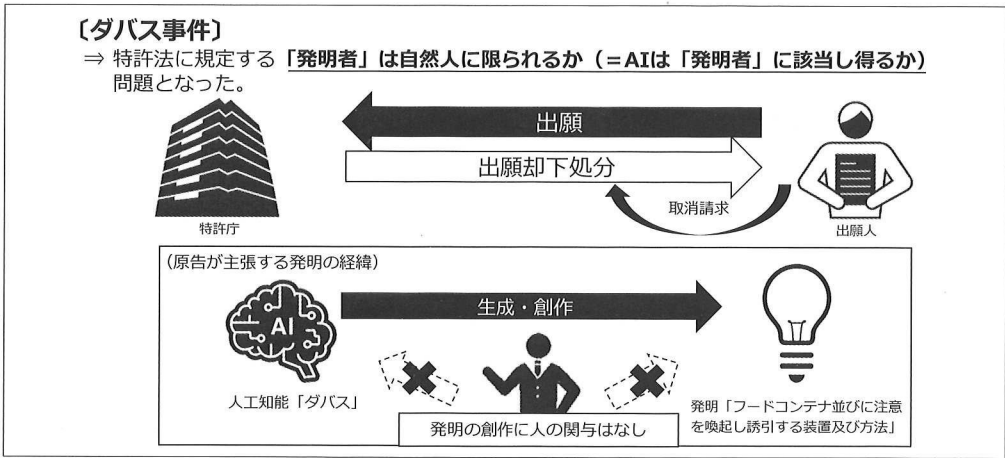 〔ダバス事件〕
⇒ 特許法に規定する「発明者」は自然人に限られるか（＝AIは「発明者」に該当し得るか）
問題となった。
出願
出願却下処分
取消請求
特許庁
出願人
（原告が主張する発明の経緯）
生成・創作
AI
人工知能「ダバス」
発明の創作に人の関与はなし
発明「フードコンテナ並びに注意
を喚起し誘引する装置及び方法」